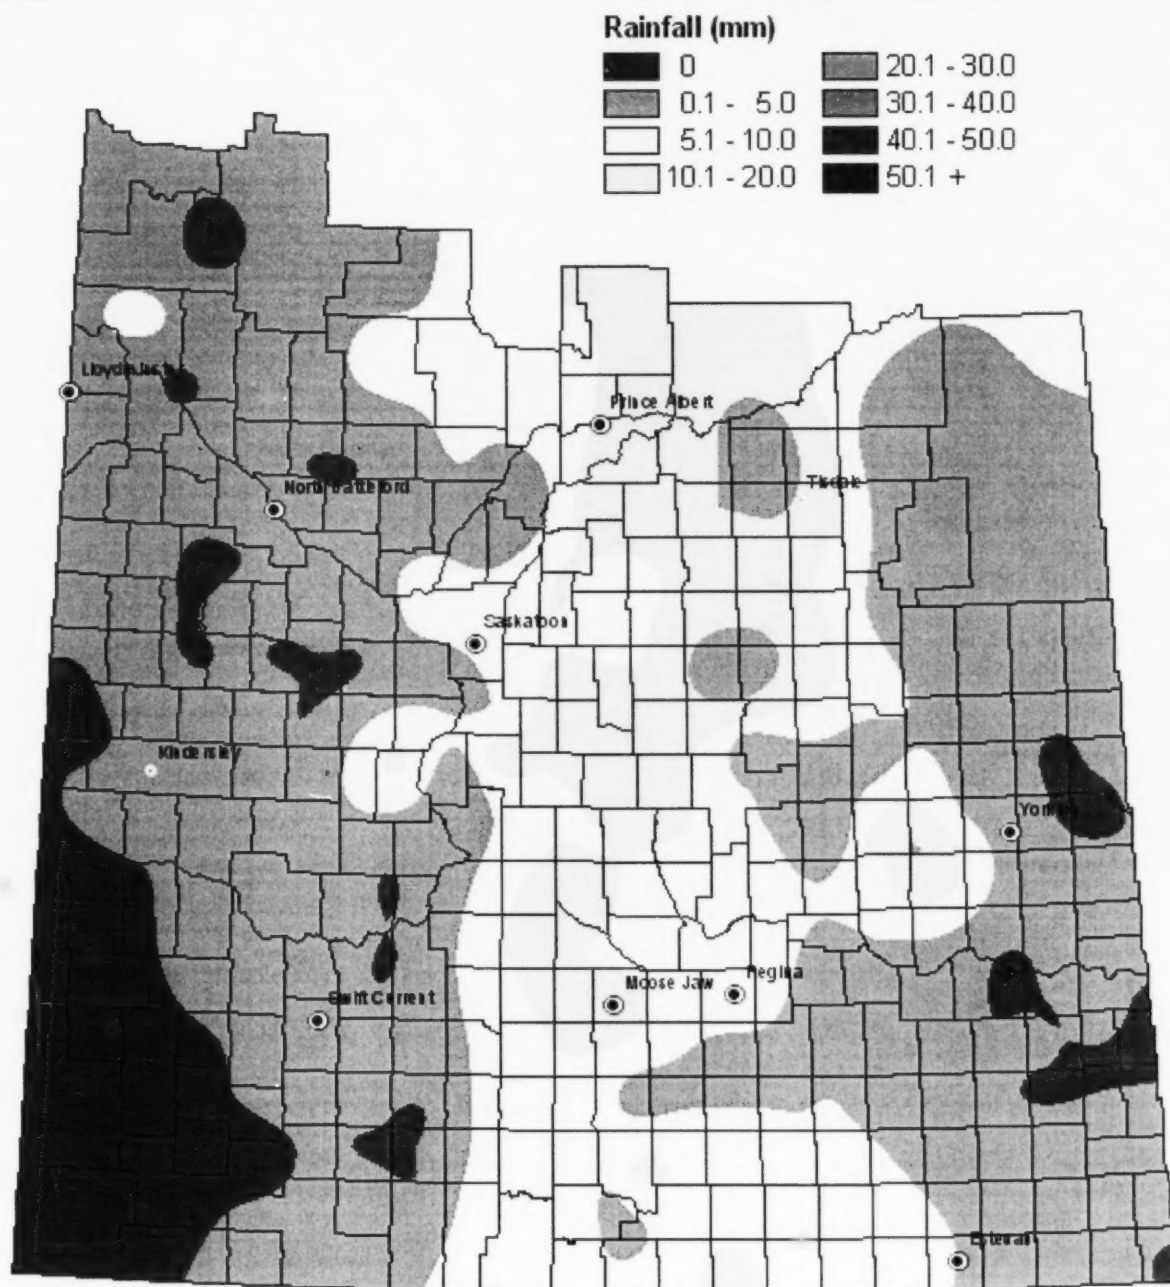 Rainfall (mm)
0
0.1 - 5.0
5.1 - 10.0
10.1 - 20.0
20.1 - 30.0
30.1 - 40.0
40.1 - 50.0
50.1 +
Prince Albert
North Battleford
Tisdale
Saskatoon
Kindersley
Moose Jaw
Regina
Swift Current
Estevan